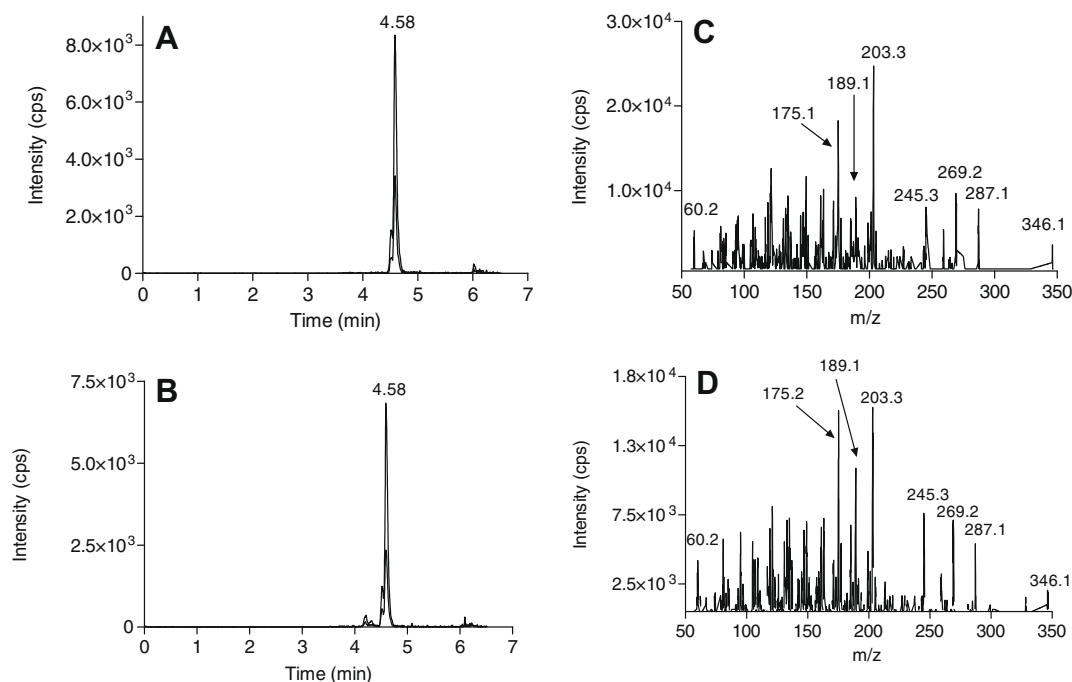 A
4.58
8.0×10³
6.0×10³
4.0×10³
2.0×10³
0
Intensity (cps)
0 1 2 3 4 5 6 7
Time (min)
C
3.0×10⁴
2.0×10⁴
1.0×10⁴
Intensity (cps)
203.3
189.1
175.1
269.2
245.3
287.1
60.2
346.1
50 100 150 200 250 300 350
m/z
B
4.58
7.5×10³
5.0×10³
2.5×10³
0
Intensity (cps)
0 1 2 3 4 5 6 7
Time (min)
D
1.8×10⁴
1.3×10⁴
7.5×10³
2.5×10³
Intensity (cps)
189.1
175.2
203.3
245.3
269.2
287.1
60.2
346.1
50 100 150 200 250 300 350
m/z